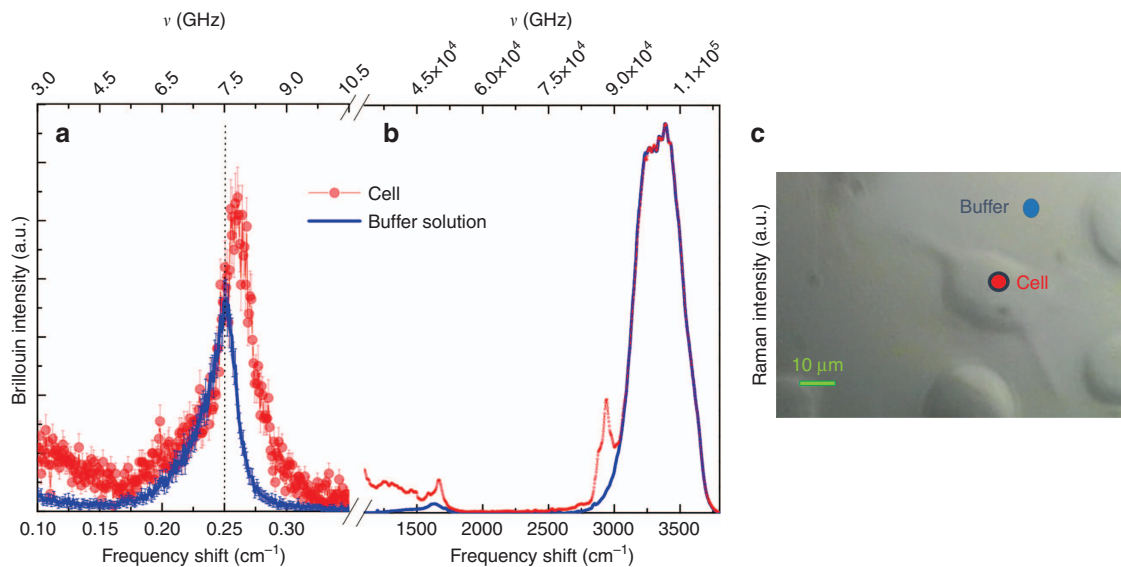 ν (GHz)
ν (GHz)
3.0 4.5 6.5 7.5 9.0 10.5 4.5×10⁴ 6.0×10⁴ 7.5×10⁴ 9.0×10⁴ 1.1×10⁵
a b c
Cell
Buffer solution
Brillouin intensity (a.u.)
Raman intensity (a.u.)
Buffer
Cell
10 μm
0.10 0.15 0.20 0.25 0.30 1500 2000 2500 3000 3500
Frequency shift (cm⁻¹) Frequency shift (cm⁻¹)